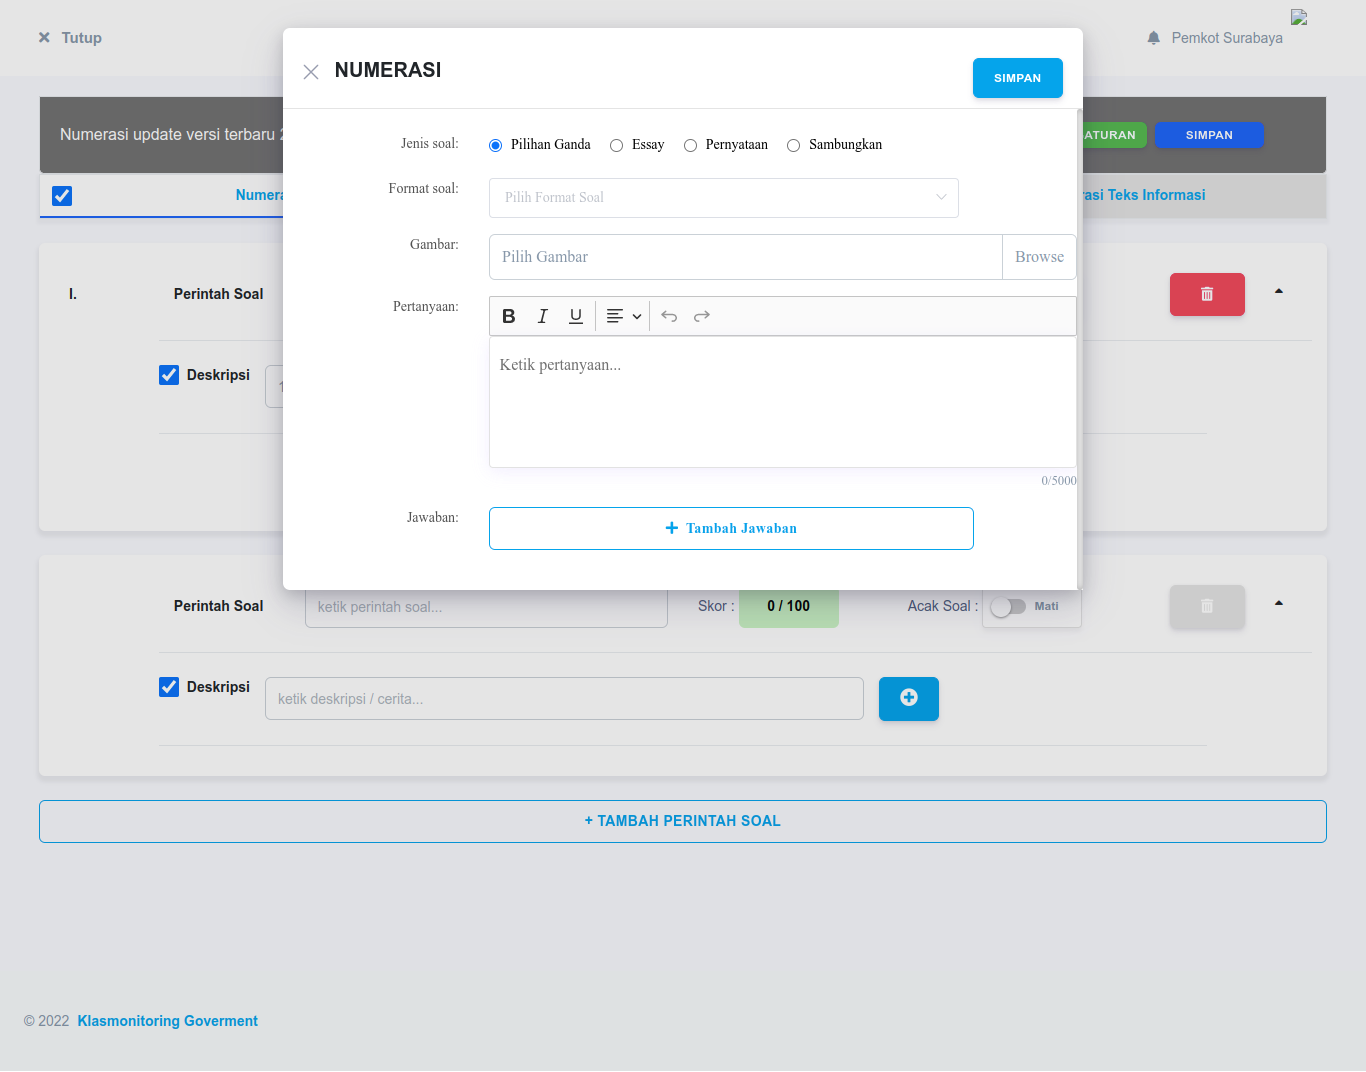 Tutup
Pemkot Surabaya
NUMERASI
SIMPAN
Numerasi update versi terbaru
ATURAN
SIMPAN
Teks Informasi
Jenis soal:
Pilihan Ganda
Essay
Pernyataan
Sambungkan
Format soal:
Pilih Format Soal
Gambar:
Pilih Gambar
Browse
I.
Perintah Soal
Pertanyaan:
B I U
Ketik pertanyaan...
Deskripsi
0/5000
Jawaban:
Tambah Jawaban
Perintah Soal
ketik perintah soal...
Skor :
0 / 100
Acak Soal :
Mati
Deskripsi
ketik deskripsi / cerita...
+ TAMBAH PERINTAH SOAL
© 2022 Klasmonitoring Goverment